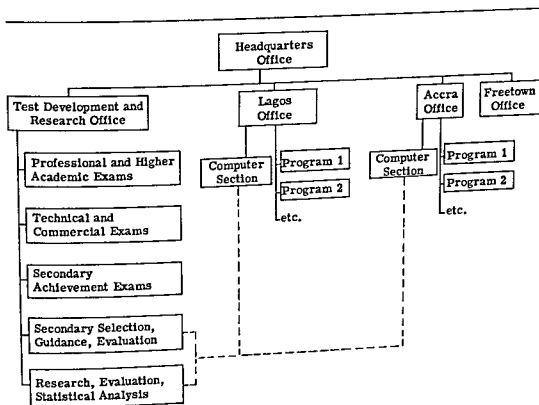 Headquarters
Office
Test Development and
Research Office
Lagos
Office
Accra
Office
Freetown
Office
Professional and Higher
Academic Exams
Technical and
Commercial Exams
Secondary
Achievement Exams
Secondary Selection,
Guidance, Evaluation
Research, Evaluation,
Statistical Analysis
Computer
Section
Program 1
Program 2
etc.
Computer
Section
Program 1
Program 2
etc.